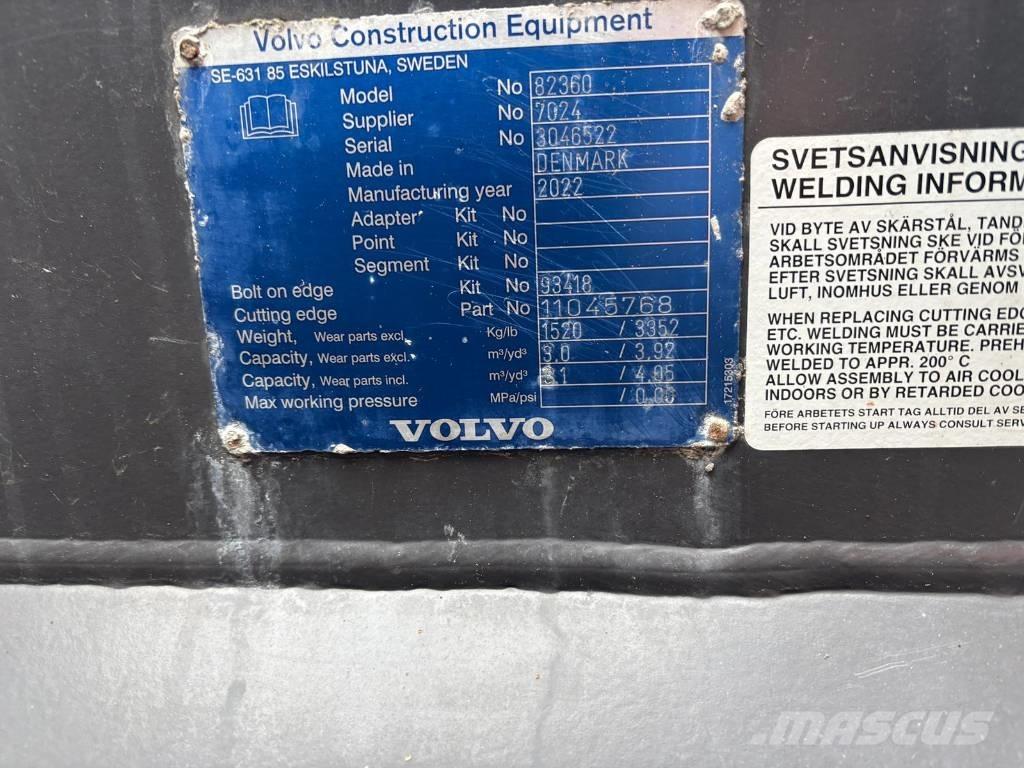 Volvo Construction Equipment
SE-631 85 ESKILSTUNA, SWEDEN
Model No 82360
Supplier No 7024
Serial No 3046522
Made in DENMARK
Manufacturing year 2022
Adapter Kit No
Point Kit No
Segment Kit No
Bolt on edge Kit No 93418
Cutting edge Part No 11045768
Weight, Wear parts excl. Kg/lb 1520 / 3352
Capacity, Wear parts excl. m³/yd³ 3.0 / 3.92
Capacity, Wear parts incl. m³/yd³ 3.1 / 4.05
Max working pressure MPa/psi / 0.00
VOLVO
17215303
SVETSANVISNING
WELDING INFORM
VID BYTE AV SKÄRSTÅL, TAND
SKALL SVETSNING SKE VID FÖ
ARBETSOMRÅDET FÖRVÄRMS
EFTER SVETSNING SKALL AVSV
LUFT, INOMHUS ELLER GENOM
WHEN REPLACING CUTTING EDG
ETC. WELDING MUST BE CARRIE
WORKING TEMPERATURE. PREH
WELDED TO APPR. 200° C
ALLOW ASSEMBLY TO AIR COOL
INDOORS OR BY RETARDED COO
FÖRE ARBETETS START TAG ALLTID DEL AV SE
BEFORE STARTING UP ALWAYS CONSULT SERV
MASCUS